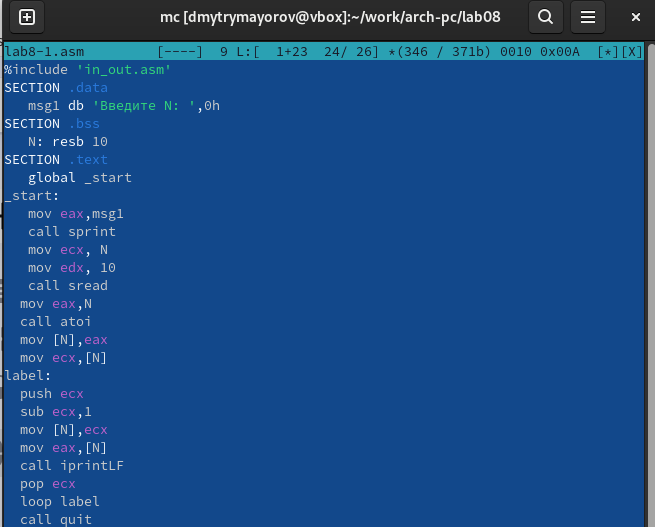 mc [dmytrymayorov@vbox]:~/work/arch-pc/lab08
lab8-1.asm [----] 9 L:[ 1+23 24/ 26] *(346 / 371b) 0010 0x00A [*][X]
%include 'in_out.asm'
SECTION .data
msg1 db 'Введите N: ',0h
SECTION .bss
N: resb 10
SECTION .text
global _start
_start:
mov eax,msg1
call sprint
mov ecx, N
mov edx, 10
call sread
mov eax,N
call atoi
mov [N],eax
mov ecx,[N]
label:
push ecx
sub ecx,1
mov [N],ecx
mov eax,[N]
call iprintLF
pop ecx
loop label
call quit